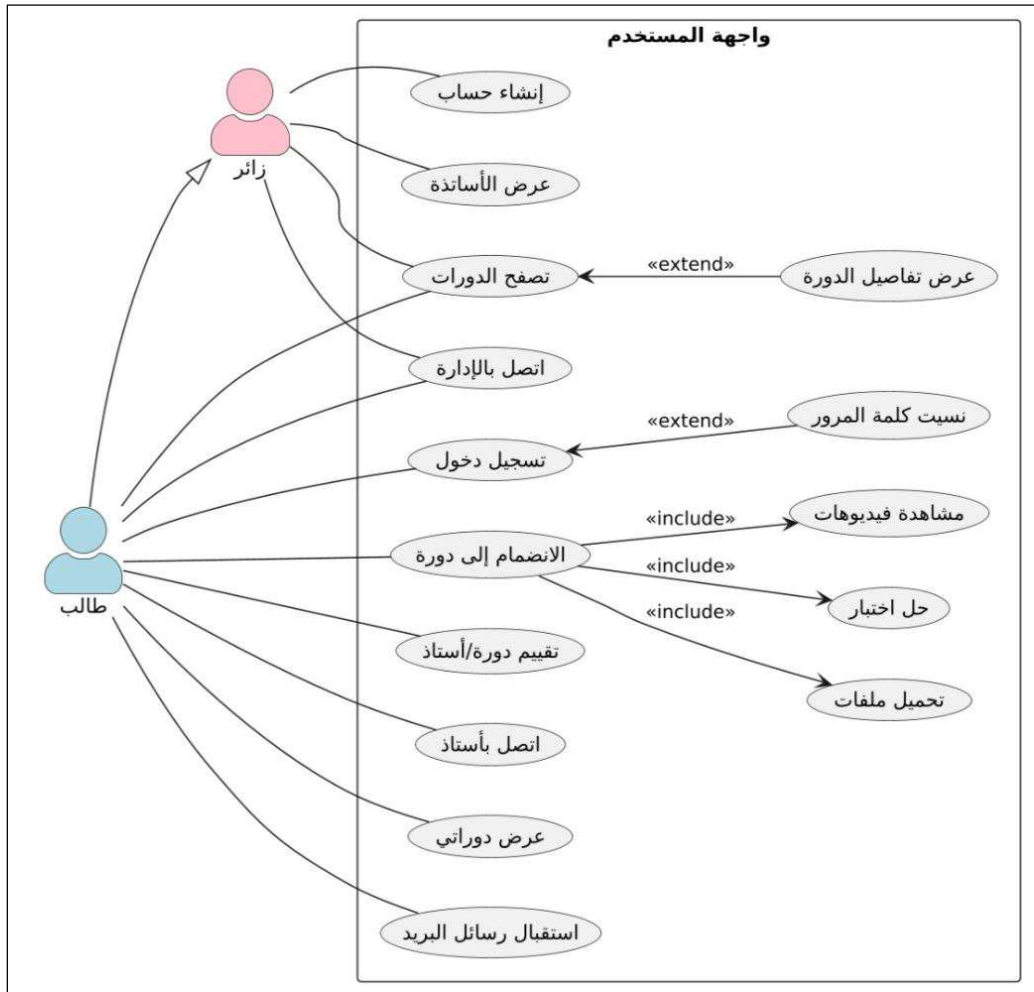 واجهة المستخدم
إنشاء حساب
زائر
عرض الأساتذة
تصفح الدورات
«extend»
عرض تفاصيل الدورة
اتصل بالإدارة
نسيت كلمة المرور
«extend»
تسجيل دخول
مشاهدة فيديوهات
«include»
الانضمام إلى دورة
«include»
حل اختبار
طالب
«include»
تقييم دورة/أستاذ
تحميل ملفات
اتصل بأستاذ
عرض دوراتي
استقبال رسائل البريد